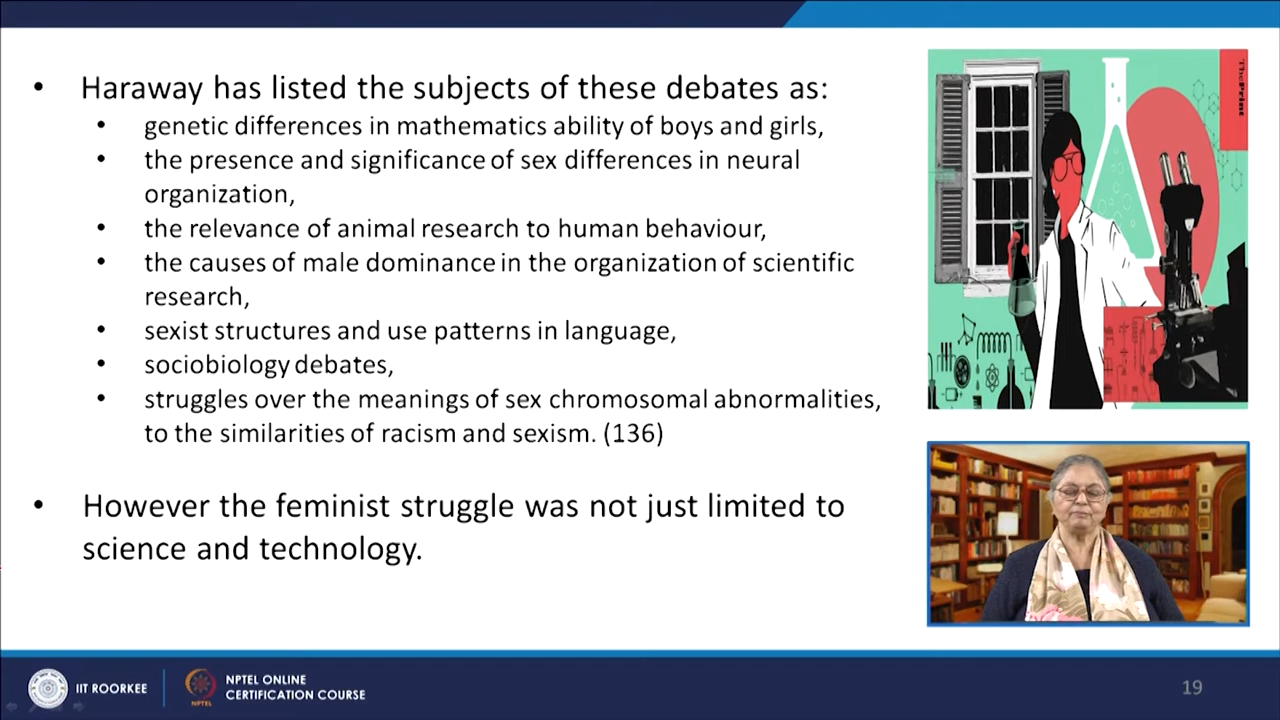 • Haraway has listed the subjects of these debates as:
• genetic differences in mathematics ability of boys and girls,
• the presence and significance of sex differences in neural
organization,
• the relevance of animal research to human behaviour,
• the causes of male dominance in the organization of scientific
research,
• sexist structures and use patterns in language,
• sociobiology debates,
• struggles over the meanings of sex chromosomal abnormalities,
to the similarities of racism and sexism. (136)
• However the feminist struggle was not just limited to
science and technology.
ThePrint
IIT ROORKEE
NPTEL
NPTEL ONLINE
CERTIFICATION COURSE
19